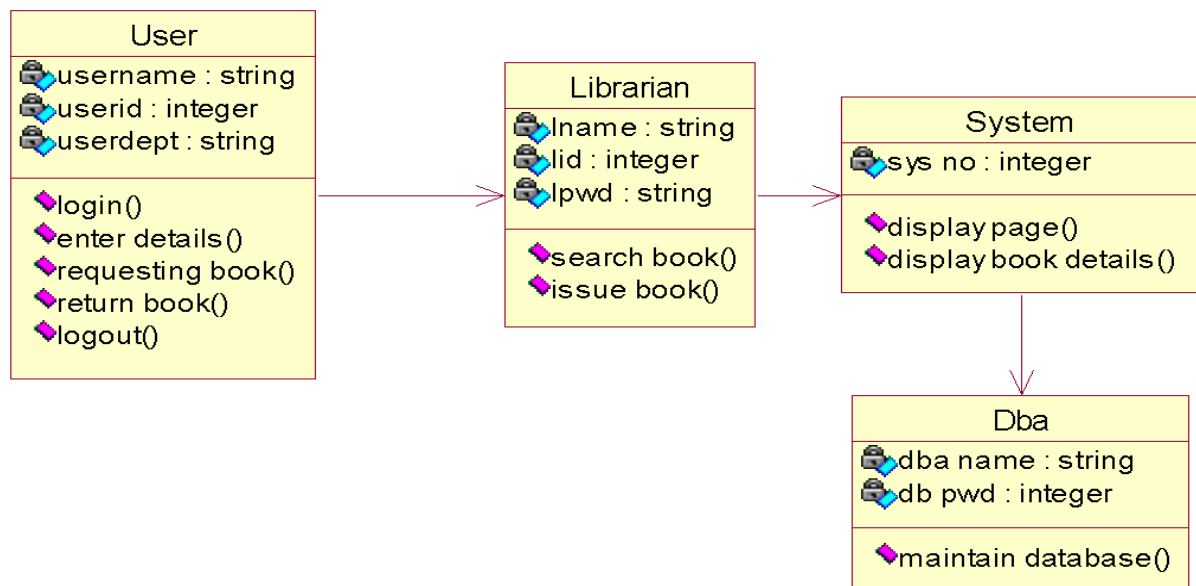 User
username : string
userid : integer
userdept : string
login()
enter details()
requesting book()
return book()
logout()
Librarian
lname : string
lid : integer
lpwd : string
search book()
issue book()
System
sys no : integer
display page()
display book details()
Dba
dba name : string
db pwd : integer
maintain database()